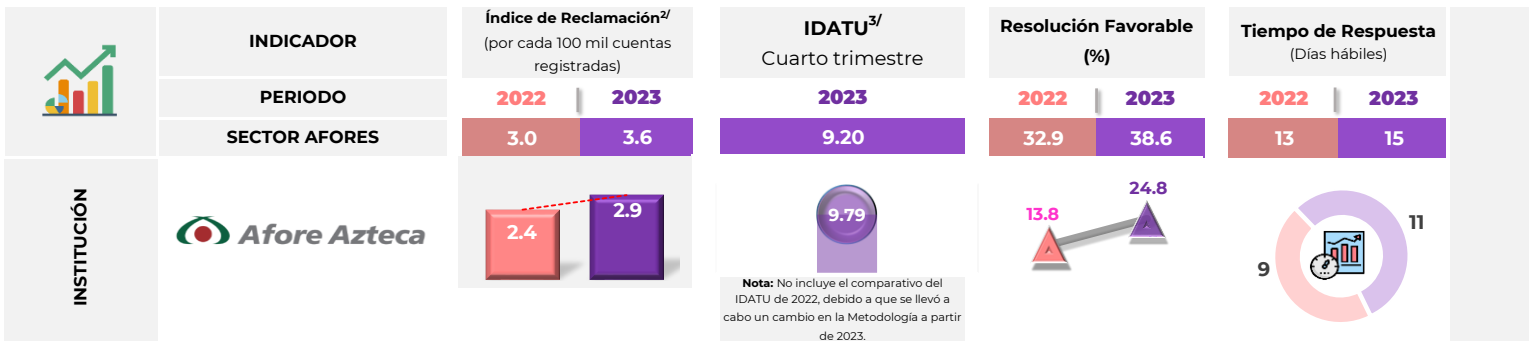 INDICADOR
Índice de Reclamación2/
(por cada 100 mil cuentas
registradas)
IDATU3/
Cuarto trimestre
Resolución Favorable
(%)
Tiempo de Respuesta
(Días hábiles)
PERIODO
2022 2023
2023
2022 2023
2022 2023
SECTOR AFORES
3.0 3.6
9.20
32.9 38.6
13 15
INSTITUCIÓN
Afore Azteca
2.4
2.9
9.79
Nota: No incluye el comparativo del
IDATU de 2022, debido a que se llevó a
cabo un cambio en la Metodología a partir
de 2023.
13.8
24.8
9
11